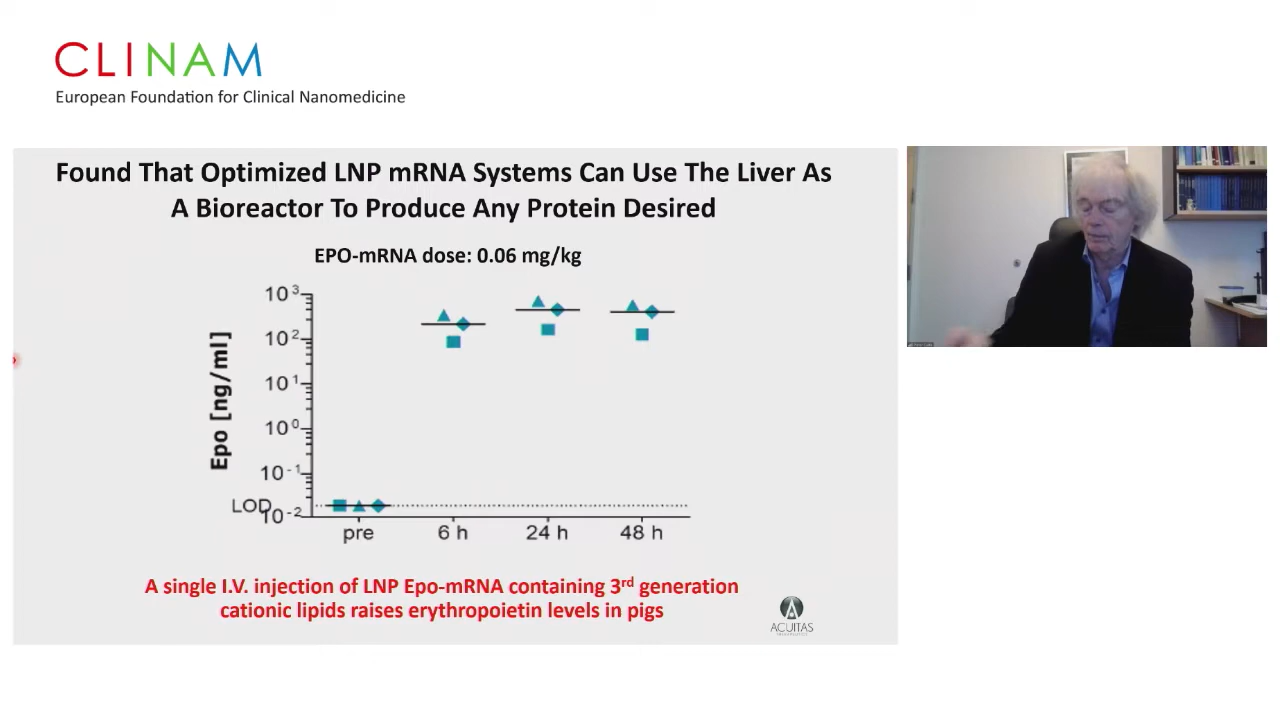 CLINAM
European Foundation for Clinical Nanomedicine
Found That Optimized LNP mRNA Systems Can Use The Liver As
A Bioreactor To Produce Any Protein Desired
EPO-mRNA dose: 0.06 mg/kg
Epo [ng/ml]
10³
10²
10¹
10⁰
10⁻¹
LOD
10⁻²
pre 6 h 24 h 48 h
A single I.V. injection of LNP Epo-mRNA containing 3rd generation
cationic lipids raises erythropoietin levels in pigs
ACUITAS